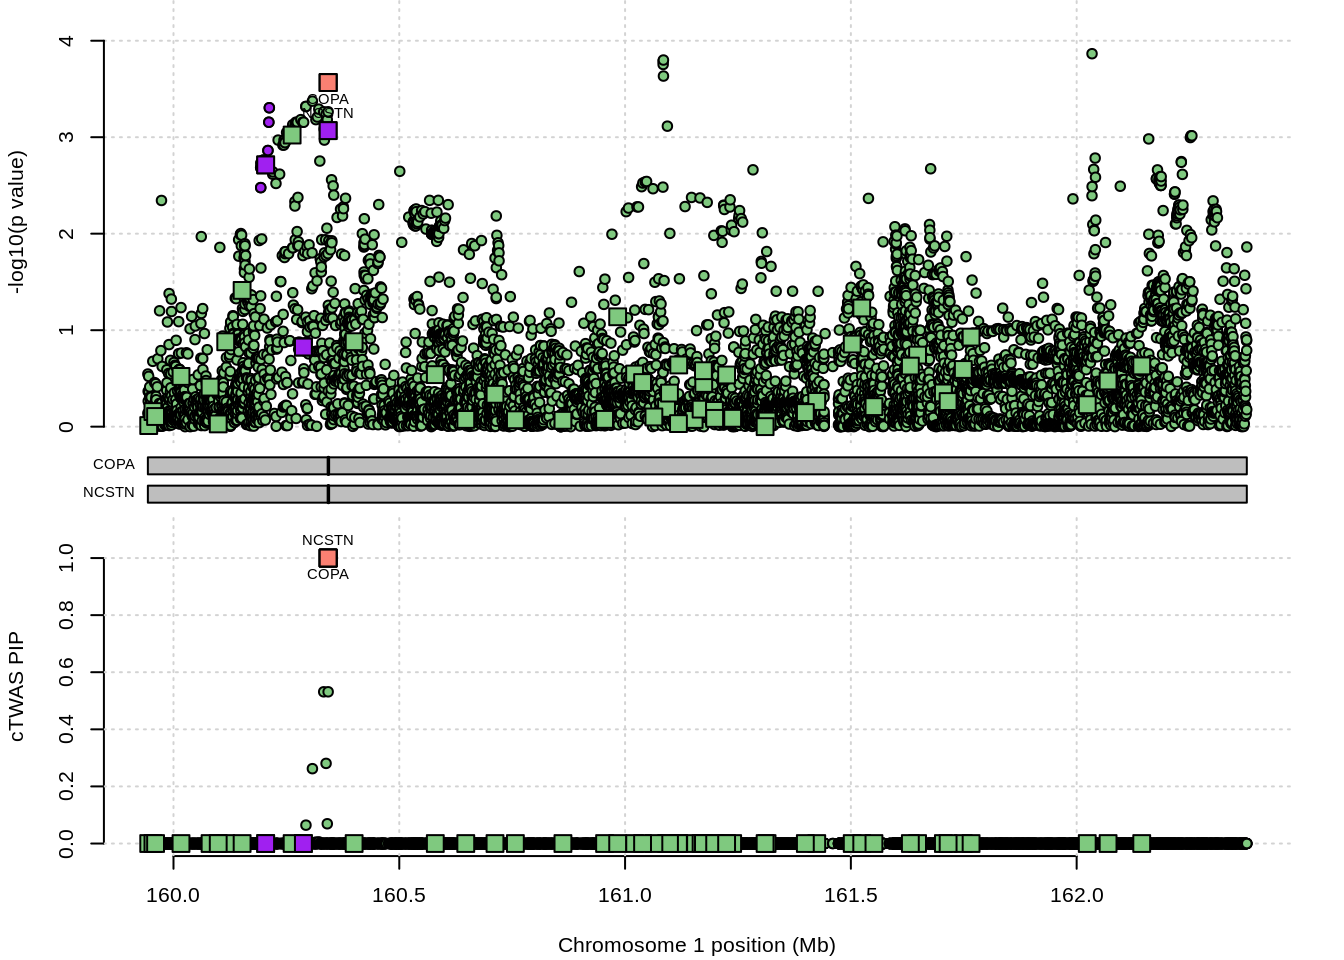 4
3
2
1
0
-log10(p value)
COPA
NCSTN
COPA
NCSTN
NCSTN
COPA
1.0
0.8
0.6
0.4
0.2
0.0
cTWAS PIP
160.0 160.5 161.0 161.5 162.0
Chromosome 1 position (Mb)